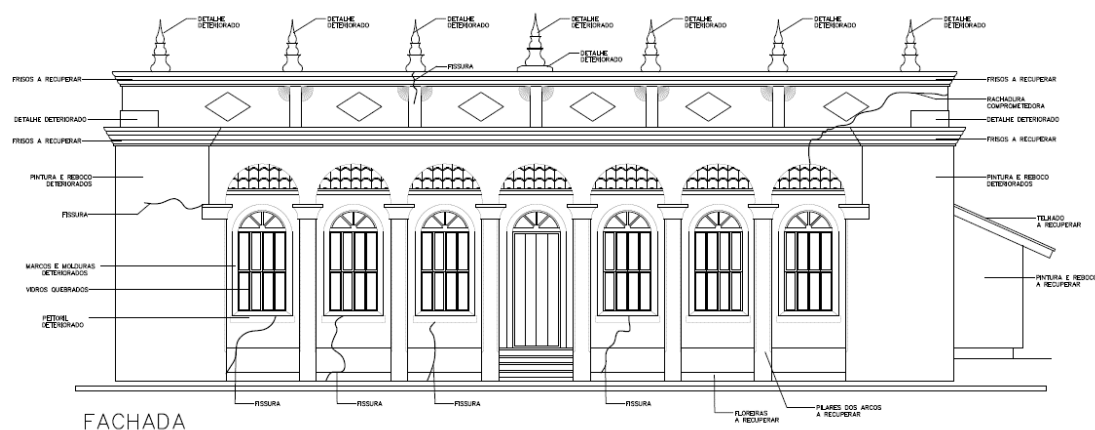 DETALHE
DETERIORADO
DETALHE
DETERIORADO
DETALHE
DETERIORADO
DETALHE
DETERIORADO
DETALHE
DETERIORADO
DETALHE
DETERIORADO
DETALHE
DETERIORADO
DETALHE
DETERIORADO
FISSURA
FRISOS A RECUPERAR
FRISOS A RECUPERAR
RACHADURA
COMPROMETEDORA
DETALHE DETERIORADO
DETALHE DETERIORADO
FRISOS A RECUPERAR
FRISOS A RECUPERAR
PINTURA E REBOCO
DETERIORADOS
PINTURA E REBOCO
DETERIORADOS
FISSURA
TELHADO
A RECUPERAR
MARCOS E MOLDURAS
DETERIORADOS
VIDROS QUEBRADOS
PINTURA E REBOCO
A RECUPERAR
PEITORIL
DETERIORADO
FISSURA
FISSURA
FISSURA
FISSURA
FLOREIRAS
A RECUPERAR
PILARES DOS ARCOS
A RECUPERAR
FACHADA